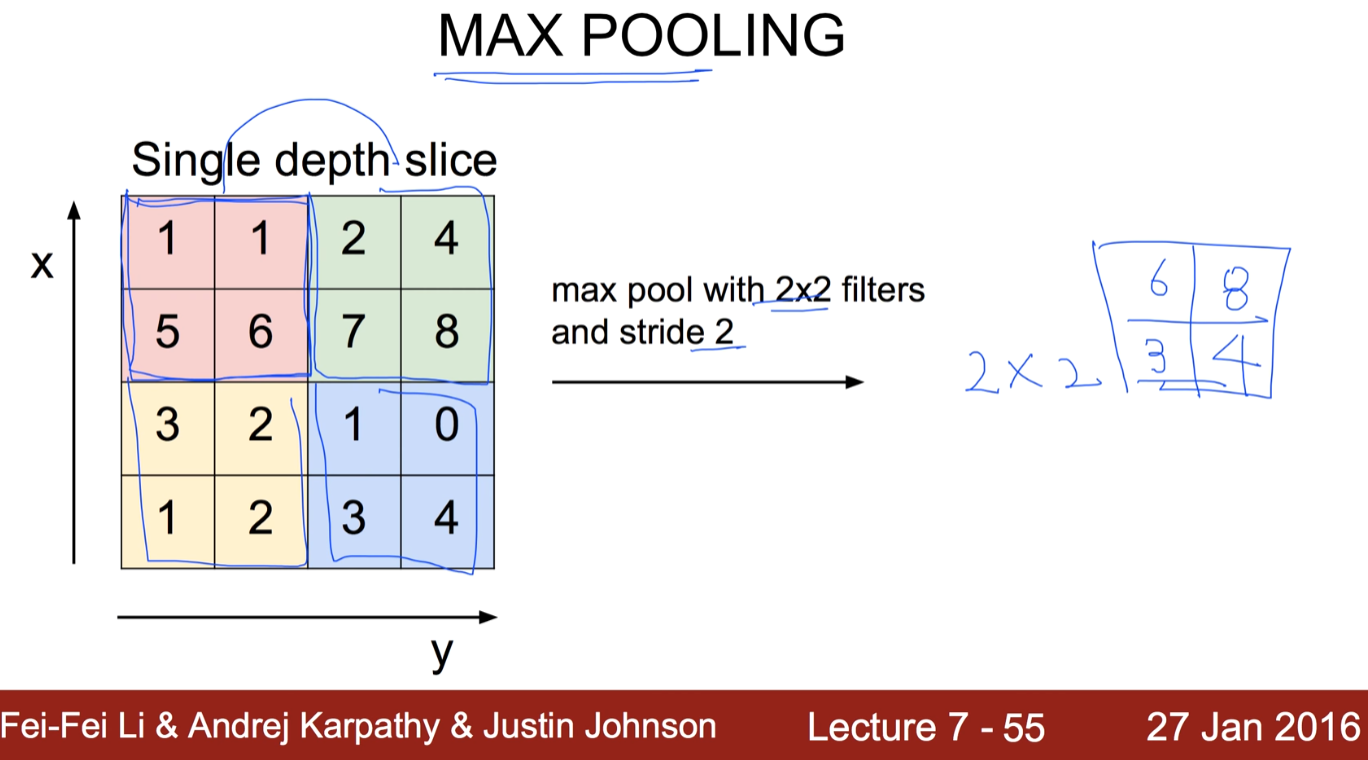 MAX POOLING
Single depth slice
x
1 1 2 4
5 6 7 8
3 2 1 0
1 2 3 4
y
max pool with 2x2 filters
and stride 2
6 8
2 × 2 3 4
Fei-Fei Li & Andrej Karpathy & Justin Johnson Lecture 7 - 55 27 Jan 2016